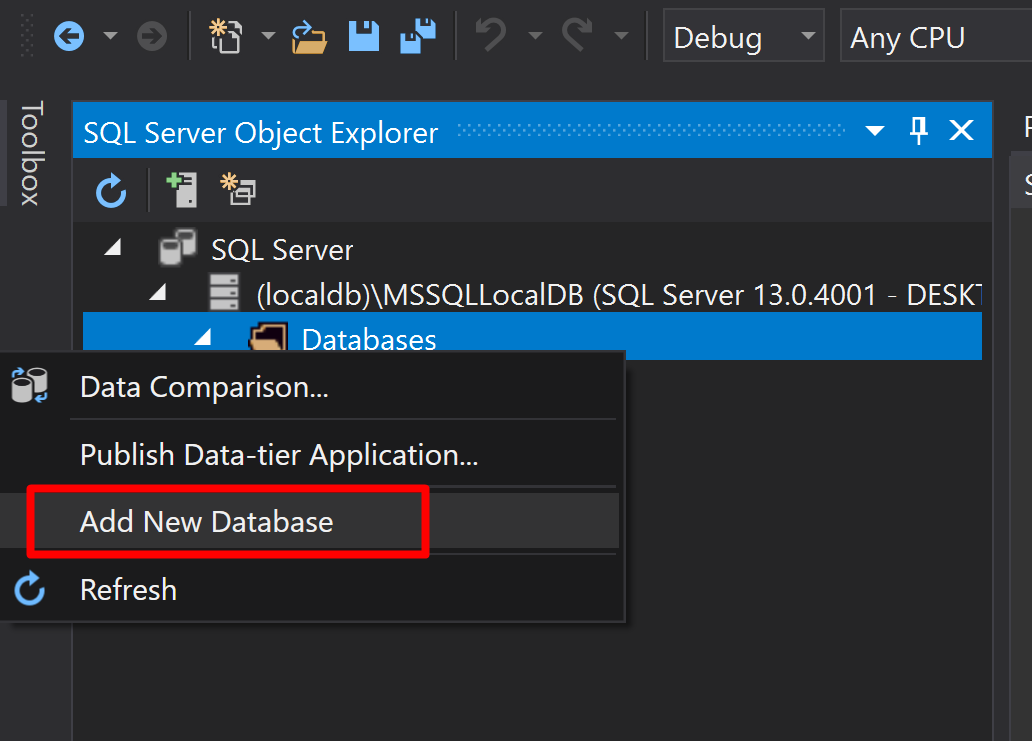 Debug
Any CPU
Toolbox
SQL Server Object Explorer
SQL Server
(localdb)\MSSQLLocalDB (SQL Server 13.0.4001 - DESKT
Databases
Data Comparison...
Publish Data-tier Application...
Add New Database
Refresh